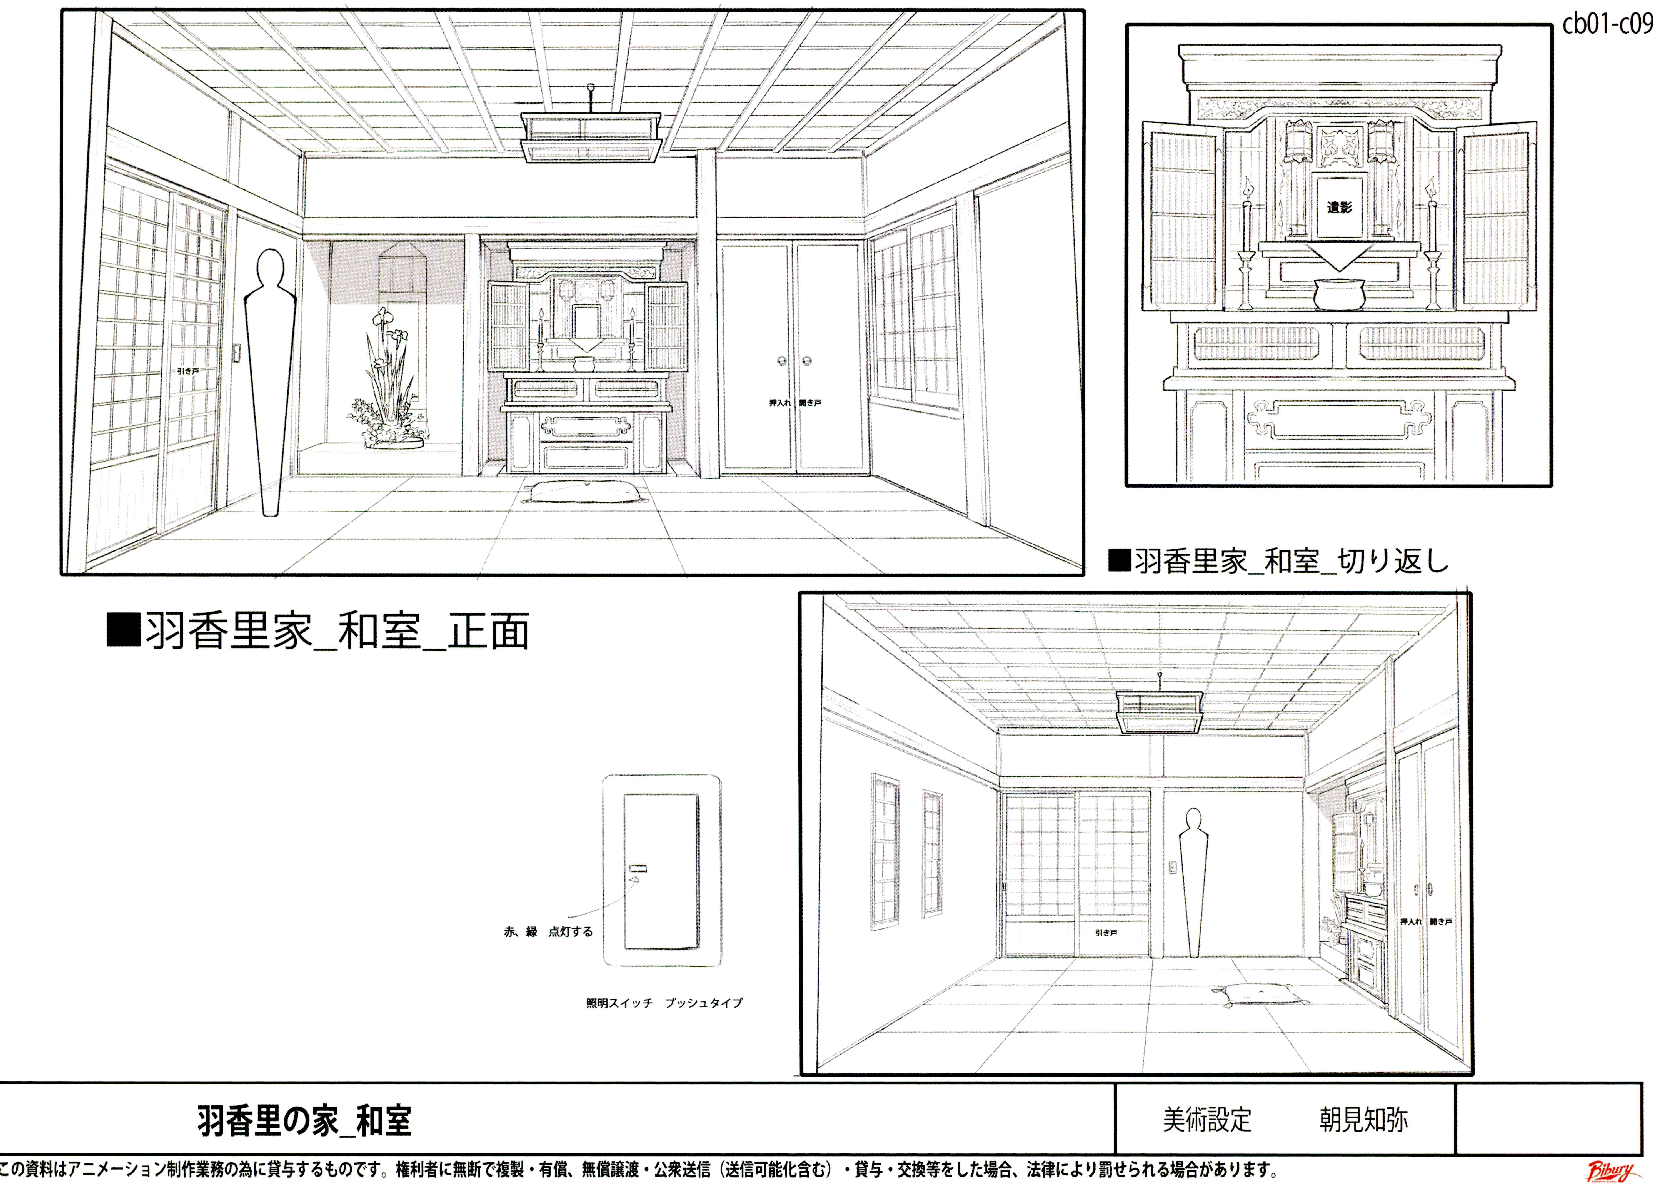 cb01-c09
引き戸
押入れ 開き戸
遺影
■羽香里家_和室_正面
■羽香里家_和室_切り返し
赤、緑 点灯する
照明スイッチ プッシュタイプ
引き戸
押入れ 開き戸
羽香里の家_和室
美術設定 朝見知弥
この資料はアニメーション制作業務の為に貸与するものです。権利者に無断で複製・有償、無償譲渡・公衆送信（送信可能化含む）・貸与・交換等をした場合、法律により罰せられる場合があります。
Bibury